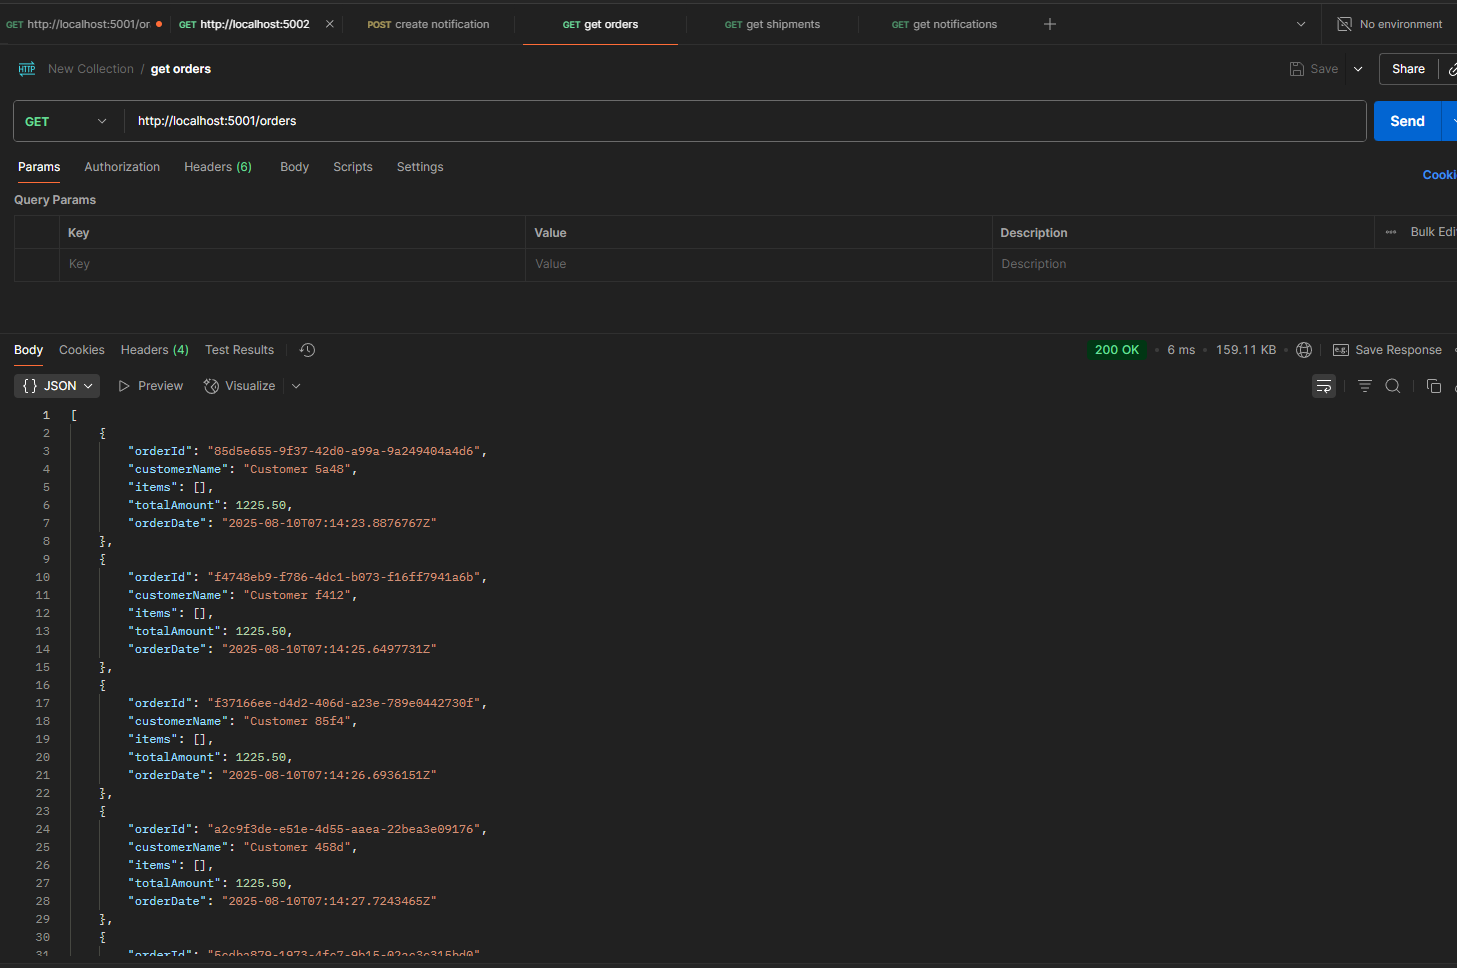 GET http://localhost:5001/or
GET http://localhost:5002
POST create notification
GET get orders
GET get shipments
GET get notifications
No environment
HTTP New Collection / get orders
Save
Share
GET
http://localhost:5001/orders
Send
Params
Authorization
Headers (6)
Body
Scripts
Settings
Cooki
Query Params
Key
Value
Description
Bulk Edi
Key
Value
Description
Body
Cookies
Headers (4)
Test Results
200 OK
6 ms
159.11 KB
e.g. Save Response
{} JSON
Preview
Visualize
1 [
2 {
3 "orderId": "85d5e655-9f37-42d0-a99a-9a249404a4d6",
4 "customerName": "Customer 5a48",
5 "items": [],
6 "totalAmount": 1225.50,
7 "orderDate": "2025-08-10T07:14:23.8876767Z"
8 },
9 {
10 "orderId": "f4748eb9-f786-4dc1-b073-f16ff7941a6b",
11 "customerName": "Customer f412",
12 "items": [],
13 "totalAmount": 1225.50,
14 "orderDate": "2025-08-10T07:14:25.6497731Z"
15 },
16 {
17 "orderId": "f37166ee-d4d2-406d-a23e-789e0442730f",
18 "customerName": "Customer 85f4",
19 "items": [],
20 "totalAmount": 1225.50,
21 "orderDate": "2025-08-10T07:14:26.6936151Z"
22 },
23 {
24 "orderId": "a2c9f3de-e51e-4d55-aaea-22bea3e09176",
25 "customerName": "Customer 458d",
26 "items": [],
27 "totalAmount": 1225.50,
28 "orderDate": "2025-08-10T07:14:27.7243465Z"
29 },
30 {
31 "orderId": "5cdba879-1973-4fc7-9b15-02ac3c315bd0"